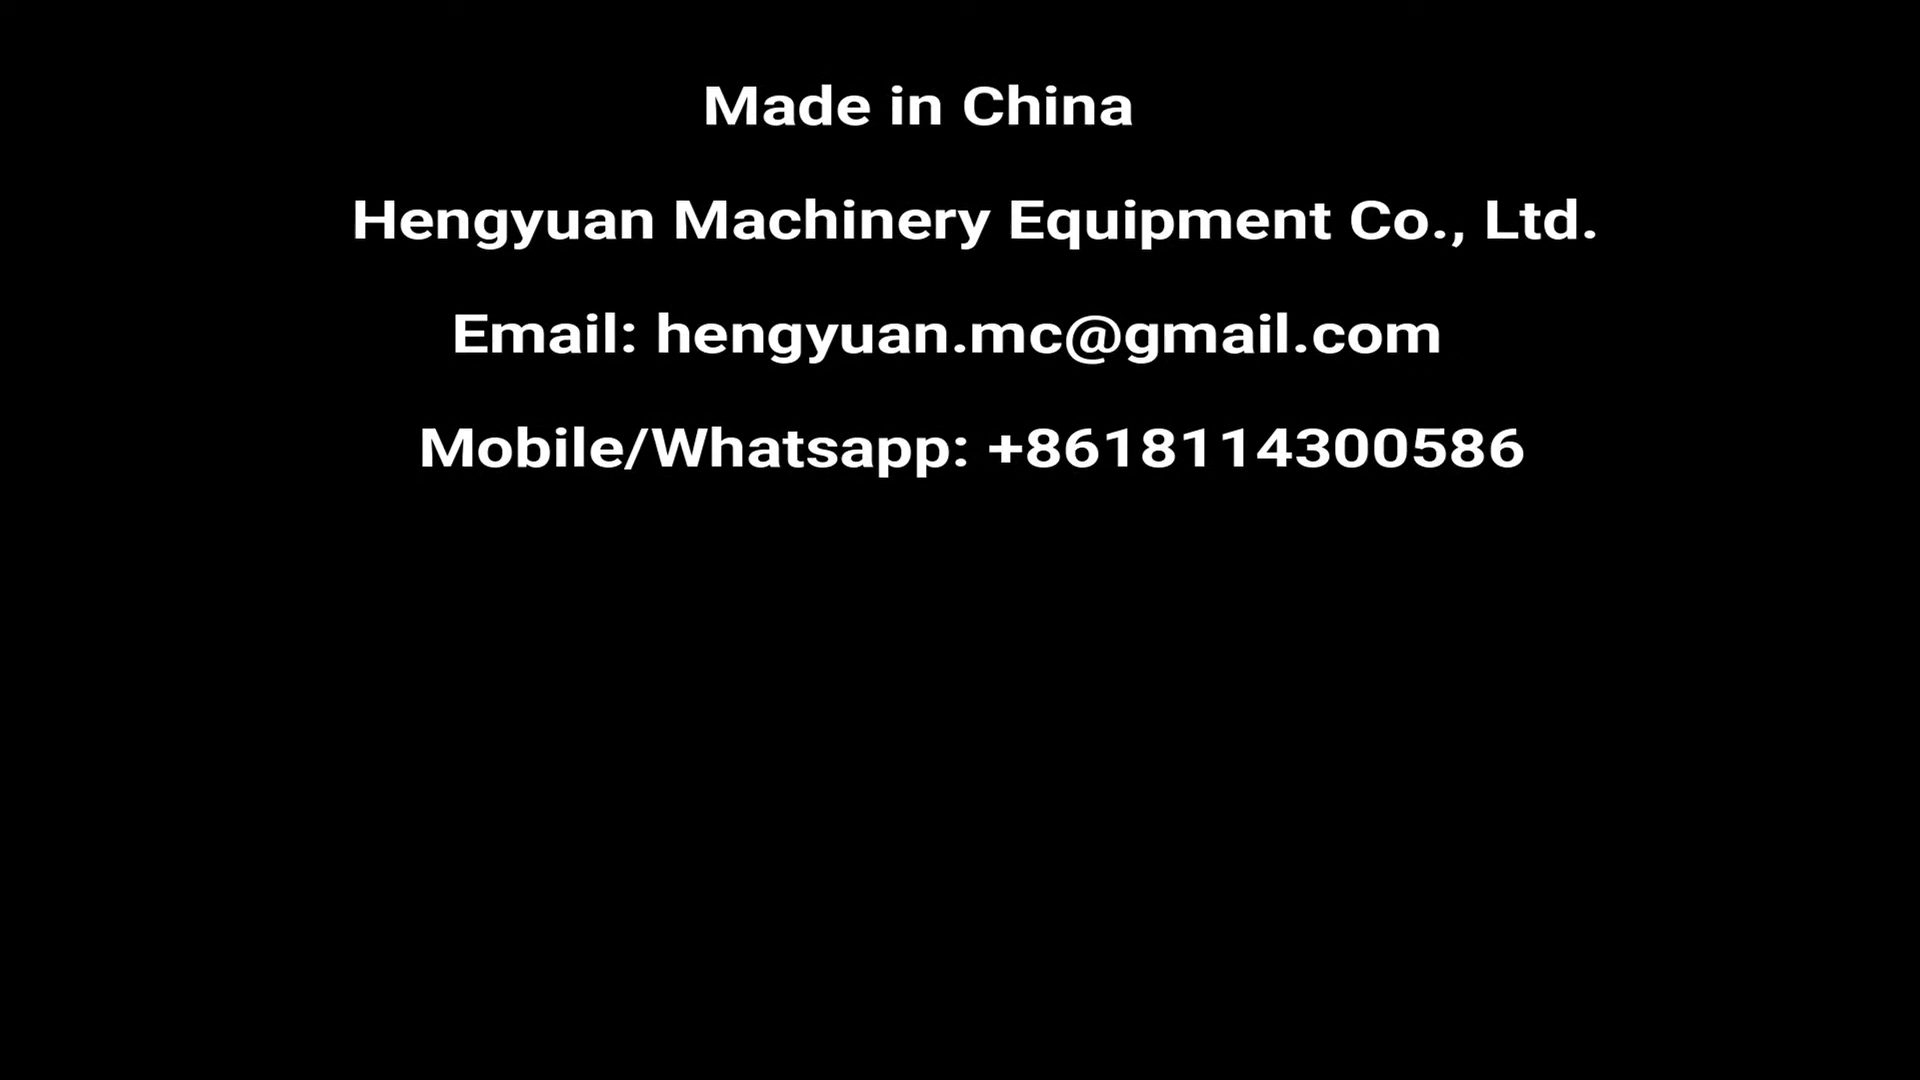 Made in China
Hengyuan Machinery Equipment Co., Ltd.
Email: hengyuan.mc@gmail.com
Mobile/Whatsapp: +8618114300586